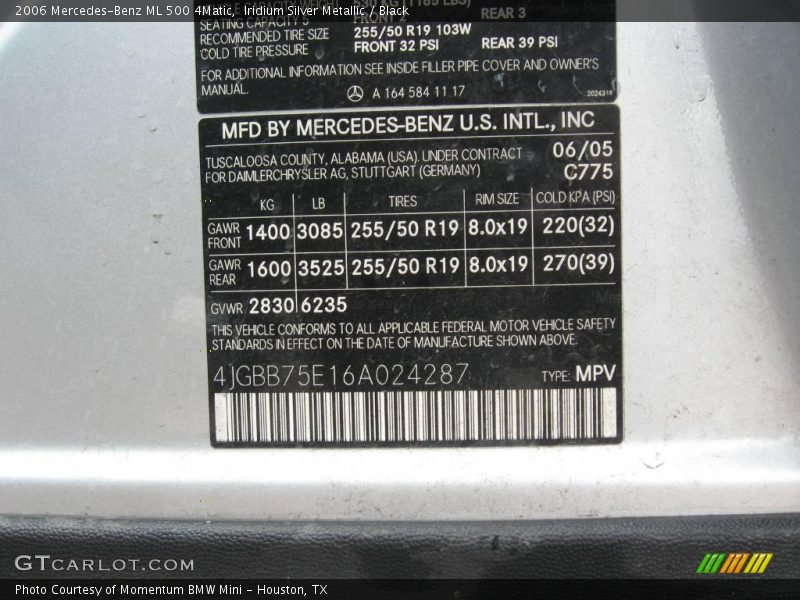 2006 Mercedes-Benz ML 500 4Matic, Iridium Silver Metallic / Black
SEATING CAPACITY 5 FRONT 2 REAR 3
RECOMMENDED TIRE SIZE 255/50 R19 103W
COLD TIRE PRESSURE FRONT 32 PSI REAR 39 PSI
FOR ADDITIONAL INFORMATION SEE INSIDE FILLER PIPE COVER AND OWNER'S
MANUAL.
A 164 584 11 17
MFD BY MERCEDES-BENZ U.S. INTL., INC
TUSCALOOSA COUNTY, ALABAMA (USA). UNDER CONTRACT 06/05
FOR DAIMLERCHRYSLER AG, STUTTGART (GERMANY) C775
KG LB TIRES RIM SIZE COLD KPA (PSI)
GAWR FRONT 1400 3085 255/50 R19 8.0x19 220(32)
GAWR REAR 1600 3525 255/50 R19 8.0x19 270(39)
GVWR 2830 6235
THIS VEHICLE CONFORMS TO ALL APPLICABLE FEDERAL MOTOR VEHICLE SAFETY
STANDARDS IN EFFECT ON THE DATE OF MANUFACTURE SHOWN ABOVE.
4JGBB75E16A024287 TYPE: MPV
GTCARLOT.COM
Photo Courtesy of Momentum BMW Mini - Houston, TX